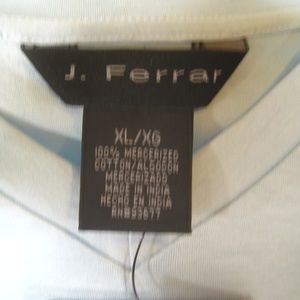 J. Ferrar
XL/XG
100% MERCERIZED
COTTON/ALGODON
MERCERIZADO
MADE IN INDIA
HECHO EN INDIA
RN#93677